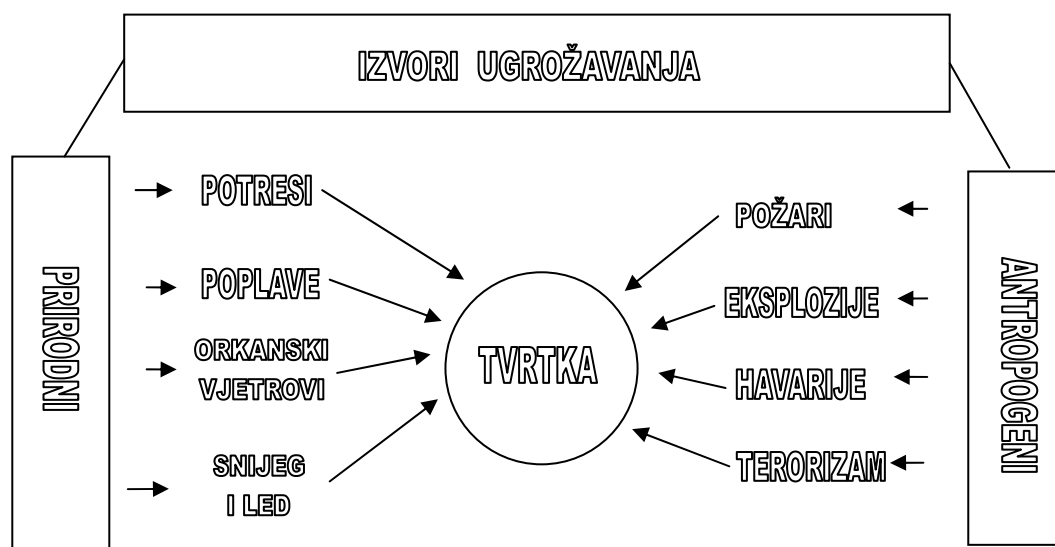 IZVORI UGROŽAVANJA
PRIRODNI
POTRESI
POPLAVE
ORKANSKI
VJETROVI
SNIJEG
I LED
TVRTKA
POŽARI
EKSPLOZIJE
HAVARIJE
TERORIZAM
ANTROPOGENI